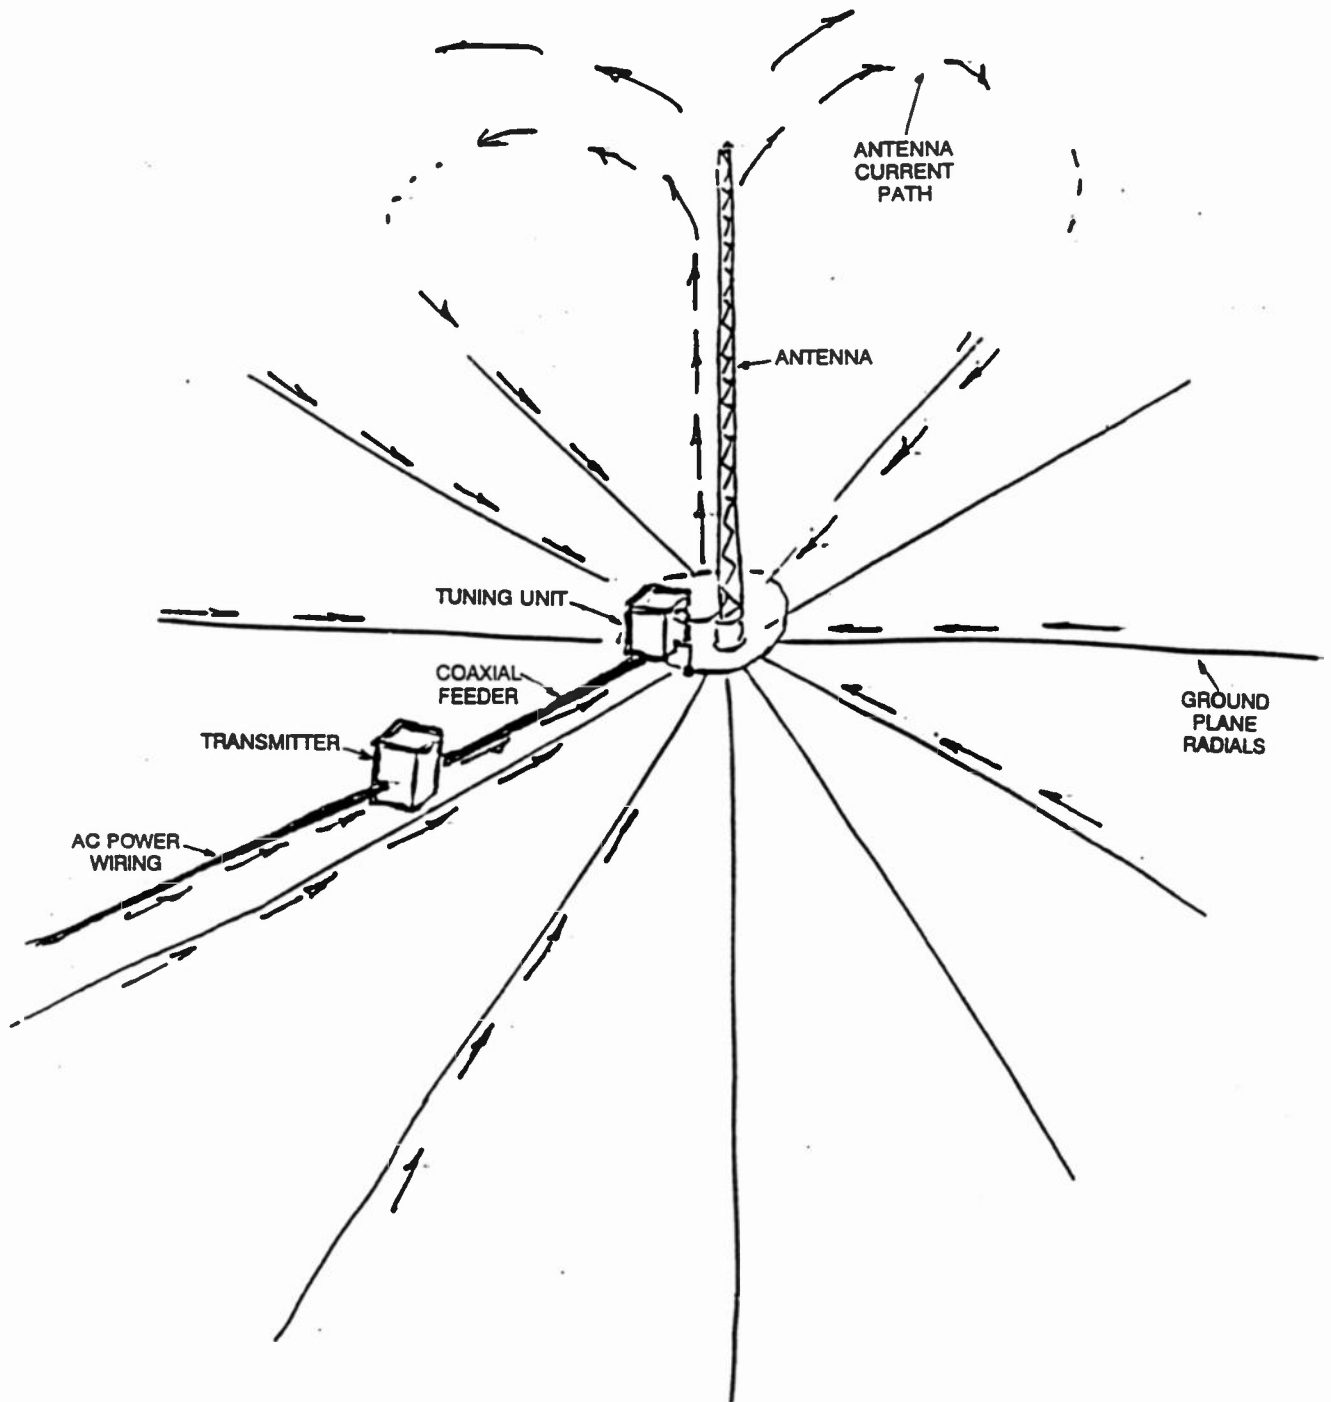 ANTENNA
CURRENT
PATH
ANTENNA
TUNING UNIT
COAXIAL
FEEDER
TRANSMITTER
GROUND
PLANE
RADIALS
AC POWER
WIRING